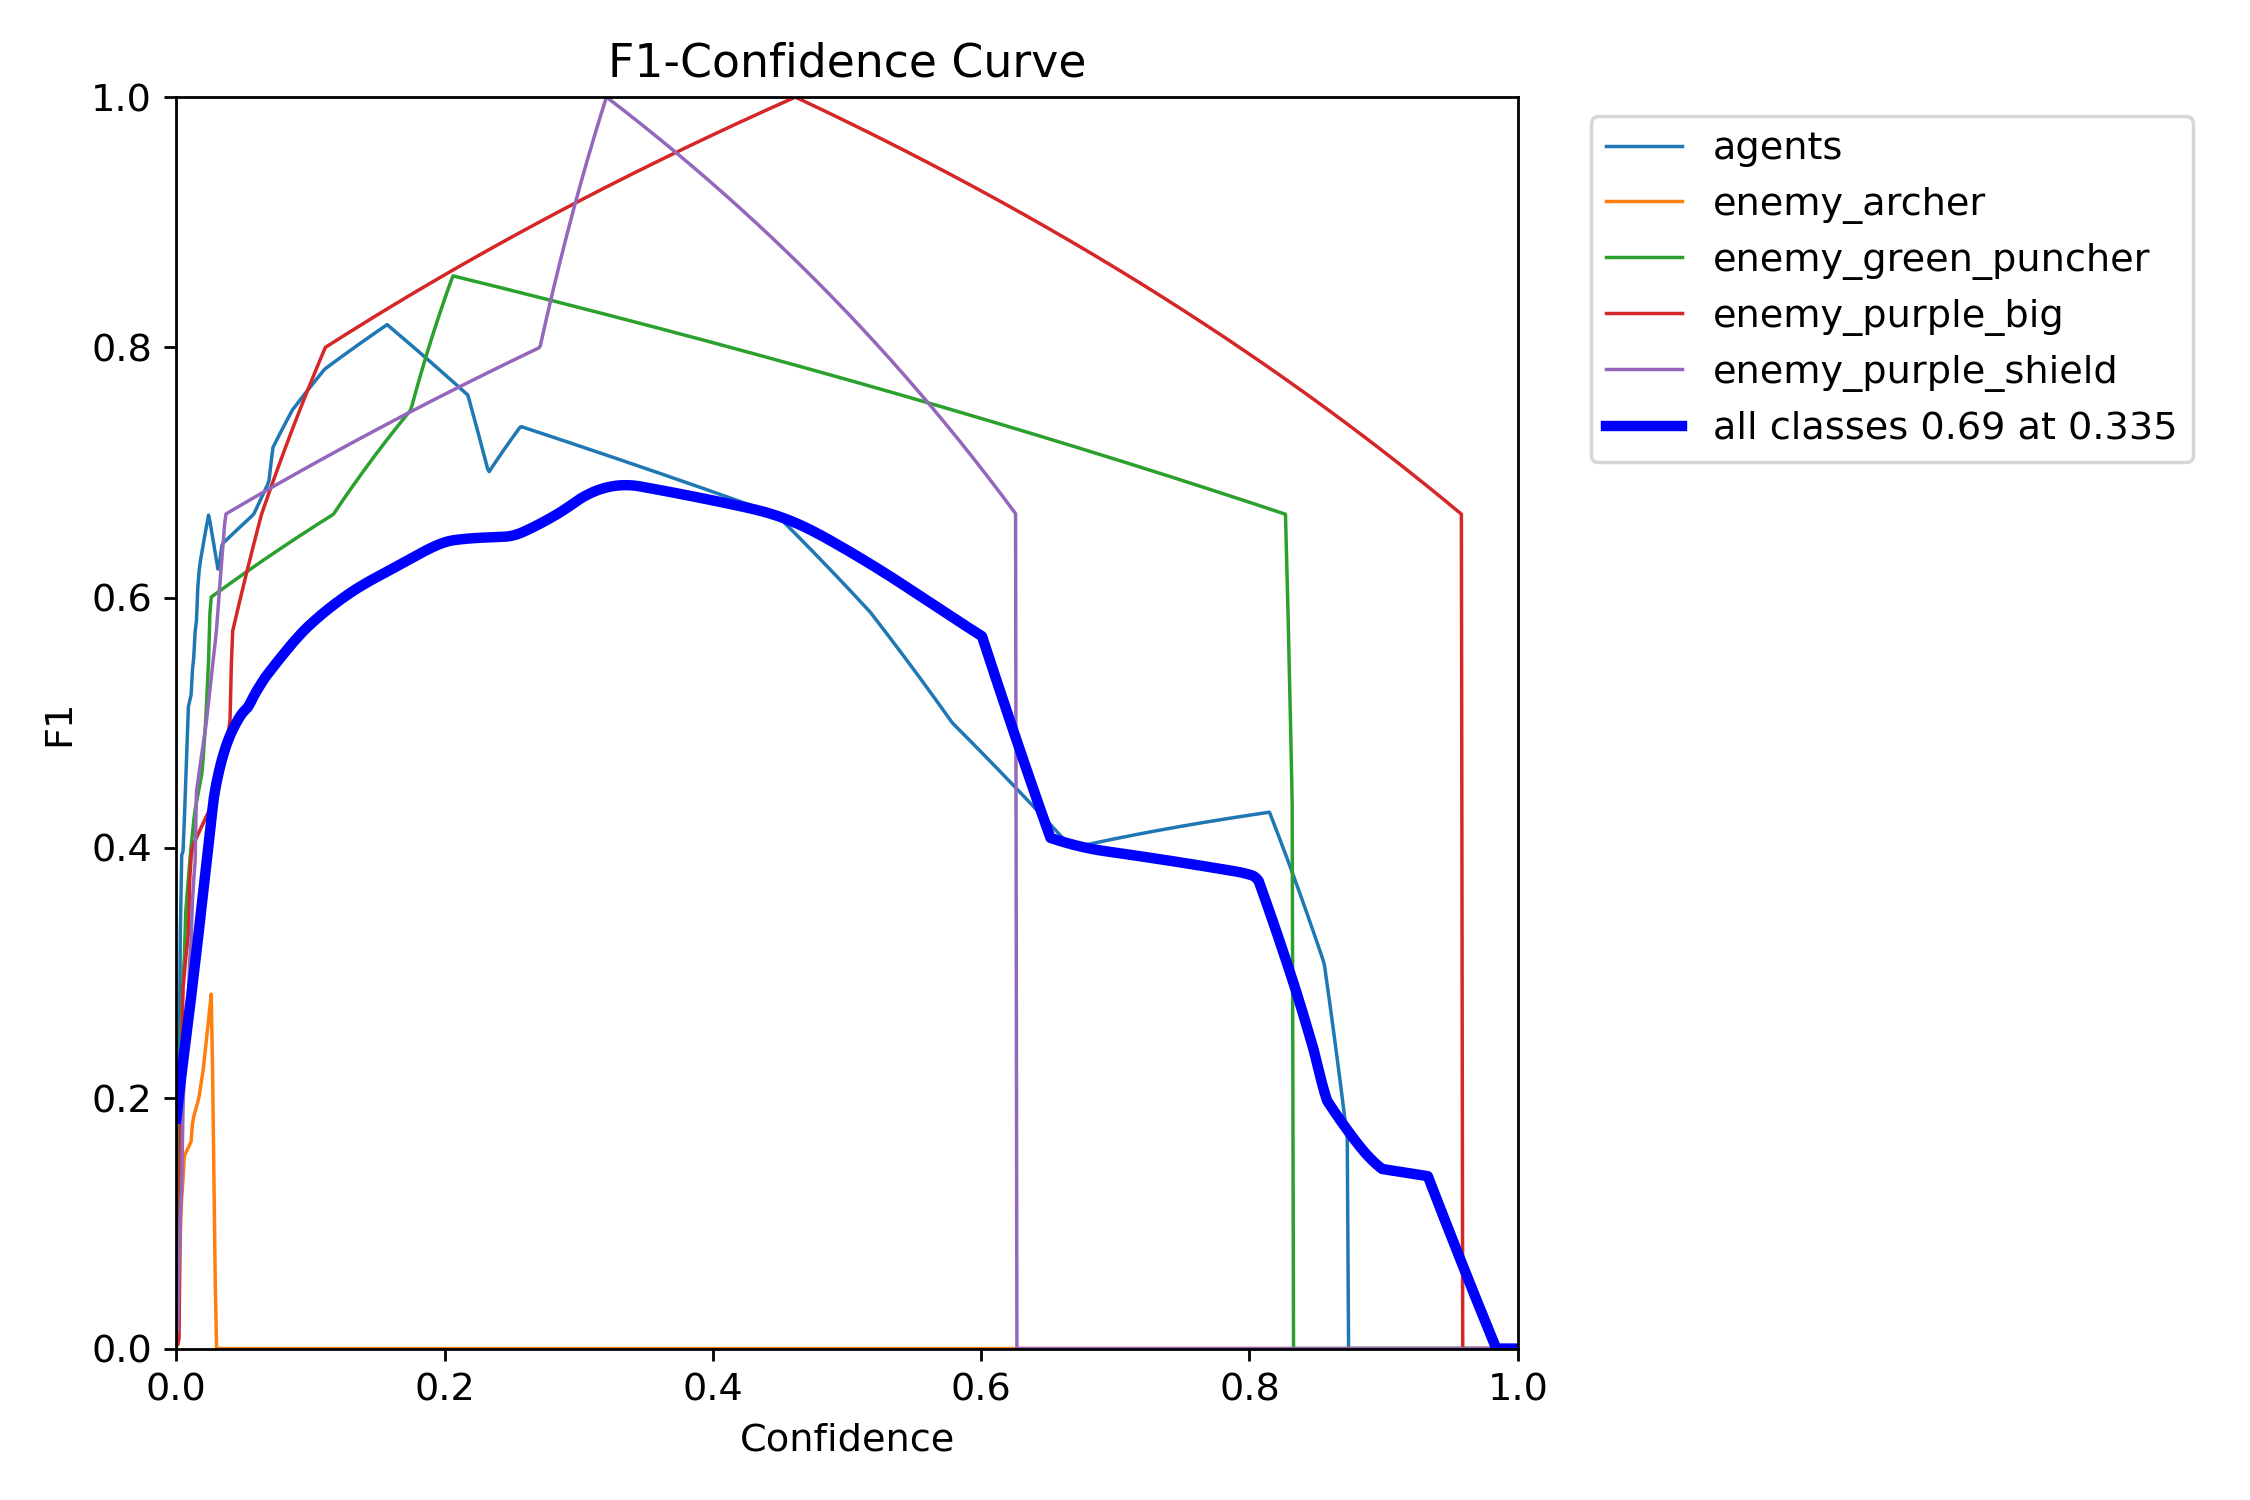 F1-Confidence Curve
1.0
0.8
0.6
0.4
0.2
0.0
F1
0.0 0.2 0.4 0.6 0.8 1.0
Confidence
agents
enemy_archer
enemy_green_puncher
enemy_purple_big
enemy_purple_shield
all classes 0.69 at 0.335